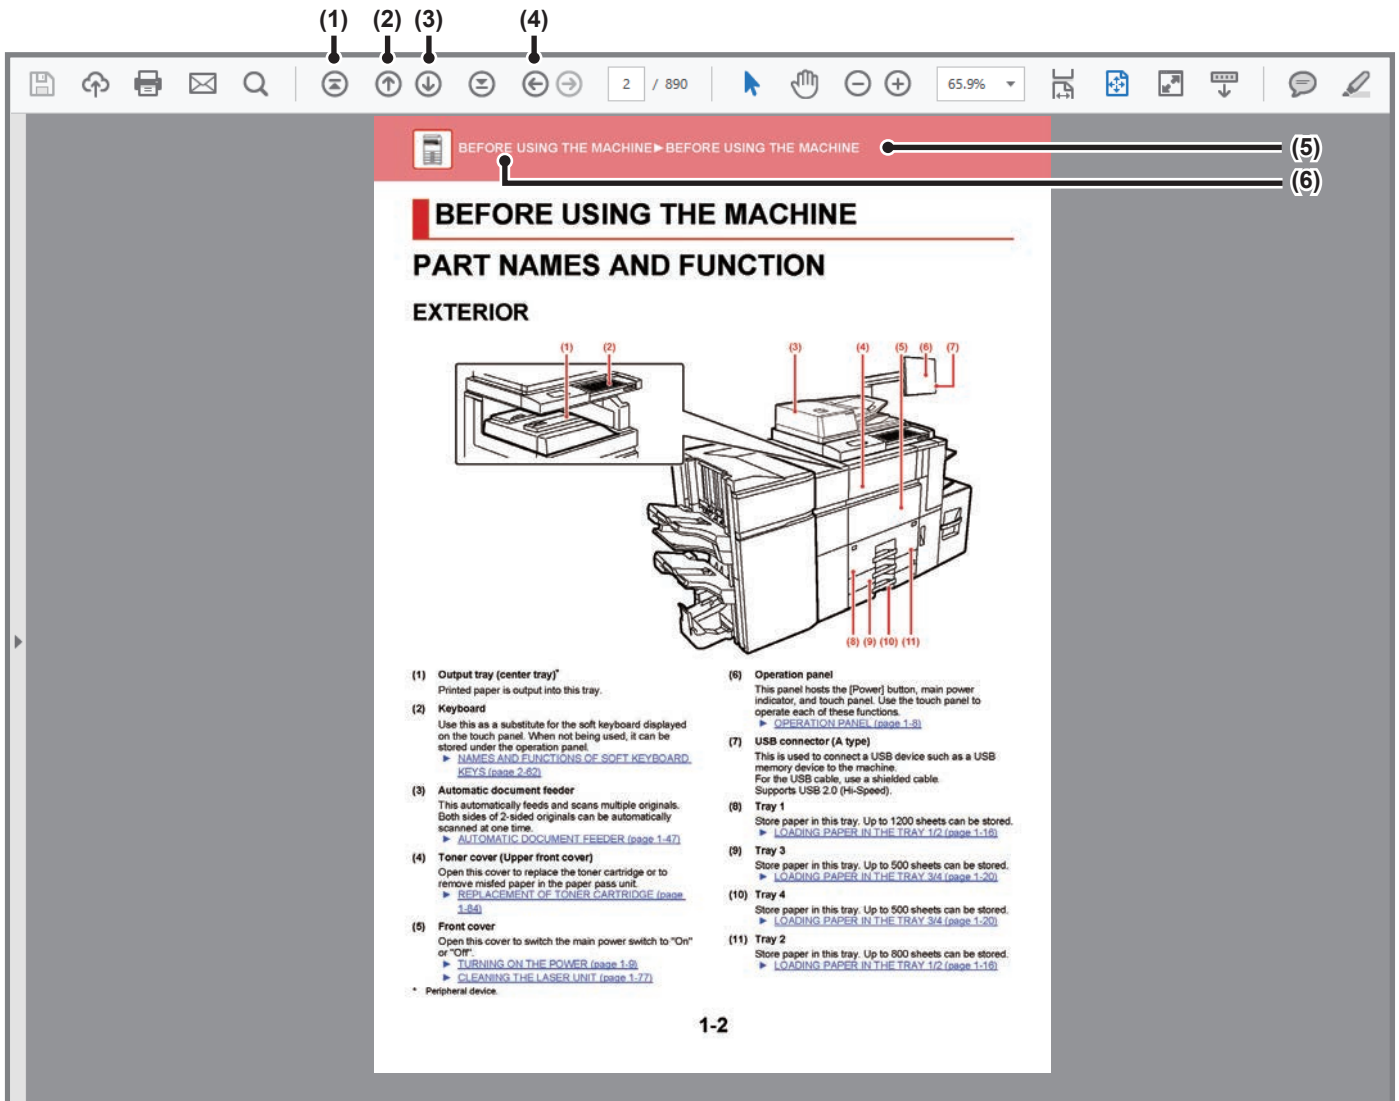 (1) (2) (3) (4)
2 / 890 65.9%
BEFORE USING THE MACHINE►BEFORE USING THE MACHINE
(5)
(6)
BEFORE USING THE MACHINE
PART NAMES AND FUNCTION
EXTERIOR
(1) (2) (3) (4) (5) (6) (7)
(8) (9) (10) (11)
(1) Output tray (center tray)*
Printed paper is output into this tray.
(2) Keyboard
Use this as a substitute for the soft keyboard displayed
on the touch panel. When not being used, it can be
stored under the operation panel.
► NAMES AND FUNCTIONS OF SOFT KEYBOARD
KEYS (page 2-62)
(3) Automatic document feeder
This automatically feeds and scans multiple originals.
Both sides of 2-sided originals can be automatically
scanned at one time.
► AUTOMATIC DOCUMENT FEEDER (page 1-47)
(4) Toner cover (Upper front cover)
Open this cover to replace the toner cartridge or to
remove misfed paper in the paper pass unit.
► REPLACEMENT OF TONER CARTRIDGE (page
1-84)
(5) Front cover
Open this cover to switch the main power switch to "On"
or "Off".
► TURNING ON THE POWER (page 1-9)
► CLEANING THE LASER UNIT (page 1-77)
* Peripheral device.
(6) Operation panel
This panel hosts the [Power] button, main power
indicator, and touch panel. Use the touch panel to
operate each of these functions.
► OPERATION PANEL (page 1-8)
(7) USB connector (A type)
This is used to connect a USB device such as a USB
memory device to the machine.
For the USB cable, use a shielded cable.
Supports USB 2.0 (Hi-Speed).
(8) Tray 1
Store paper in this tray. Up to 1200 sheets can be stored.
► LOADING PAPER IN THE TRAY 1/2 (page 1-16)
(9) Tray 3
Store paper in this tray. Up to 500 sheets can be stored.
► LOADING PAPER IN THE TRAY 3/4 (page 1-20)
(10) Tray 4
Store paper in this tray. Up to 500 sheets can be stored.
► LOADING PAPER IN THE TRAY 3/4 (page 1-20)
(11) Tray 2
Store paper in this tray. Up to 800 sheets can be stored.
► LOADING PAPER IN THE TRAY 1/2 (page 1-16)
1-2